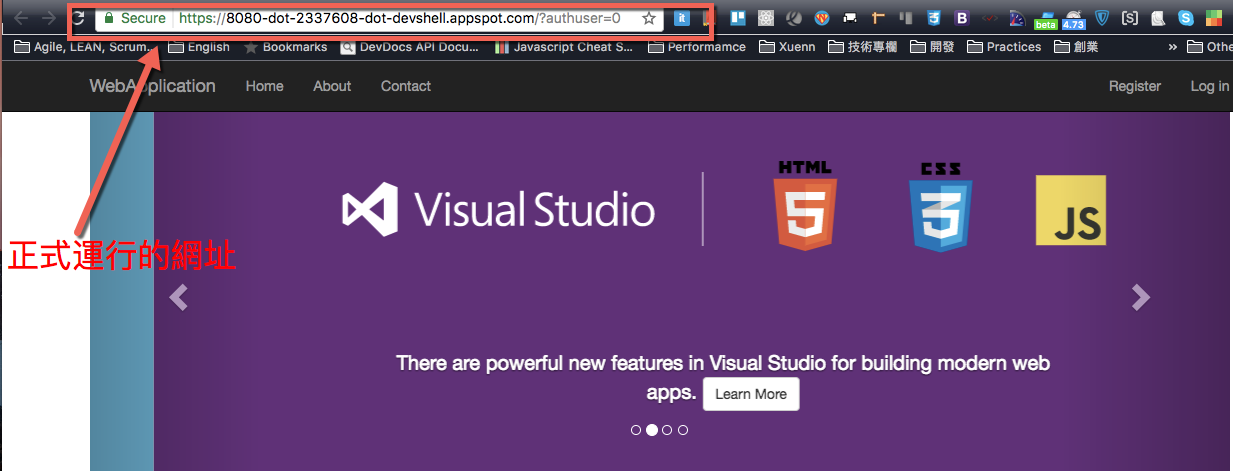 Secure https://8080-dot-2337608-dot-devshell.appspot.com/?authuser=0 it
beta 4.73
Agile, LEAN, Scrum... English Bookmarks DevDocs API Docu... Javascript Cheat S... Performamce Xuenn 技術專欄 開發 Practices 創業 » Othe
WebApplication Home About Contact Register Log in
HTML CSS
Visual Studio 5 3 JS
正式運行的網址
There are powerful new features in Visual Studio for building modern web
apps. Learn More